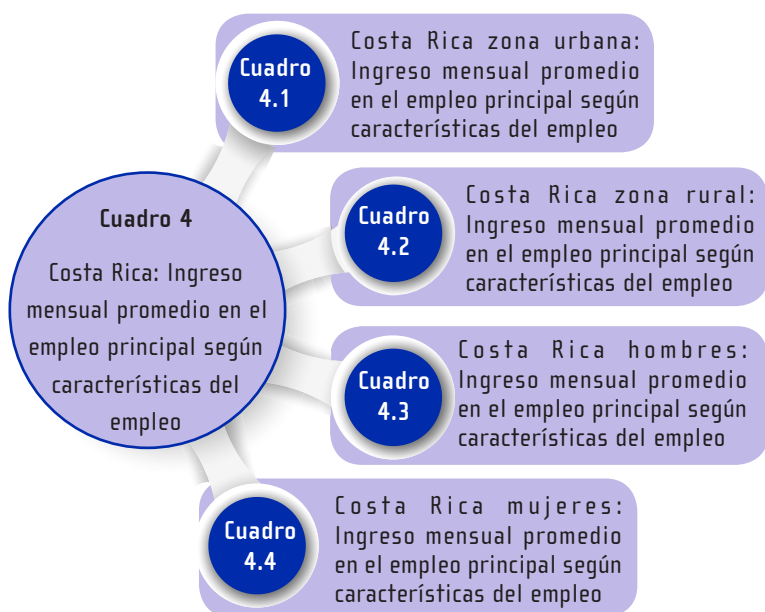 Cuadro 4
Costa Rica: Ingreso
mensual promedio en el
empleo principal según
características del
empleo
Cuadro
4.1
Costa Rica zona urbana:
Ingreso mensual promedio
en el empleo principal según
características del empleo
Cuadro
4.2
Costa Rica zona rural:
Ingreso mensual promedio
en el empleo principal según
características del empleo
Cuadro
4.3
Costa Rica hombres:
Ingreso mensual promedio
en el empleo principal según
características del empleo
Cuadro
4.4
Costa Rica mujeres:
Ingreso mensual promedio
en el empleo principal según
características del empleo